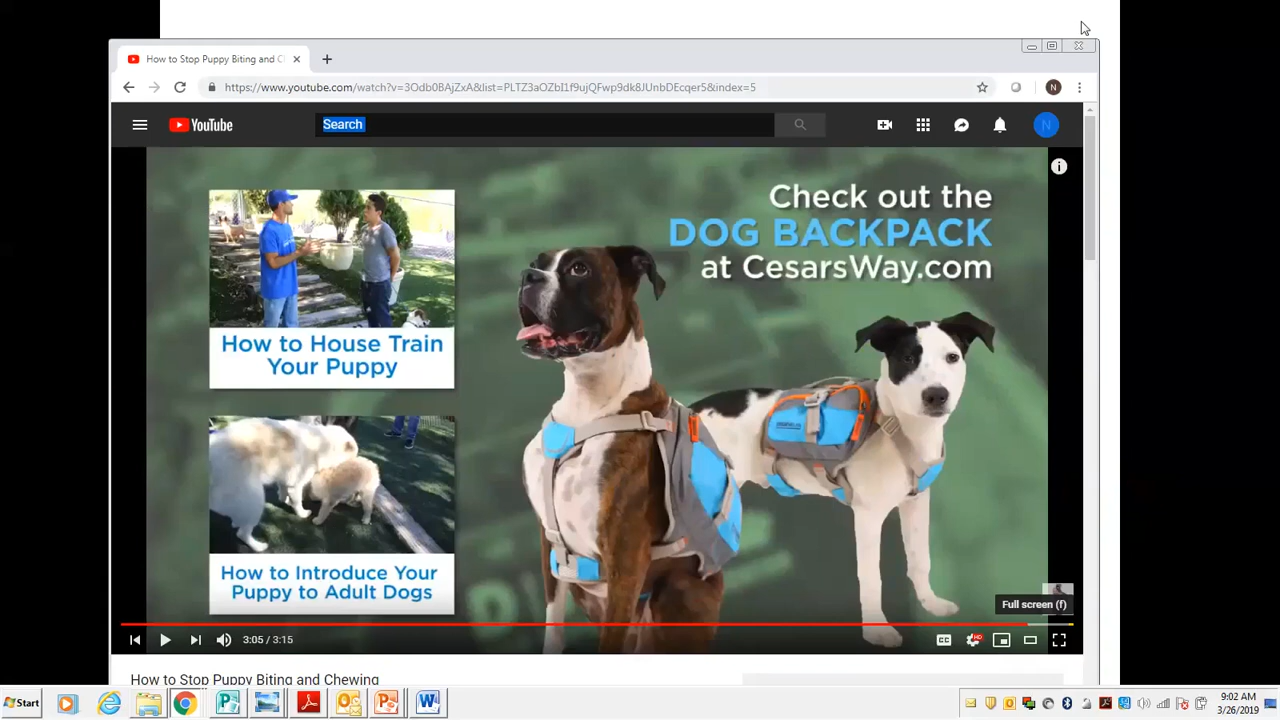 How to Stop Puppy Biting and C
https://www.youtube.com/watch?v=3Odb0BAjZxA&list=PLTZ3aOZbI1f9ujQFwp9dk8JUnbDEcqer5&index=5
N
YouTube
Search
N
Check out the
DOG BACKPACK
at CesarsWay.com
How to House Train
Your Puppy
How to Introduce Your
Puppy to Adult Dogs
Full screen (f)
3:05 / 3:15
CC
HD
How to Stop Puppy Biting and Chewing
Start
9:02 AM
3/26/2019